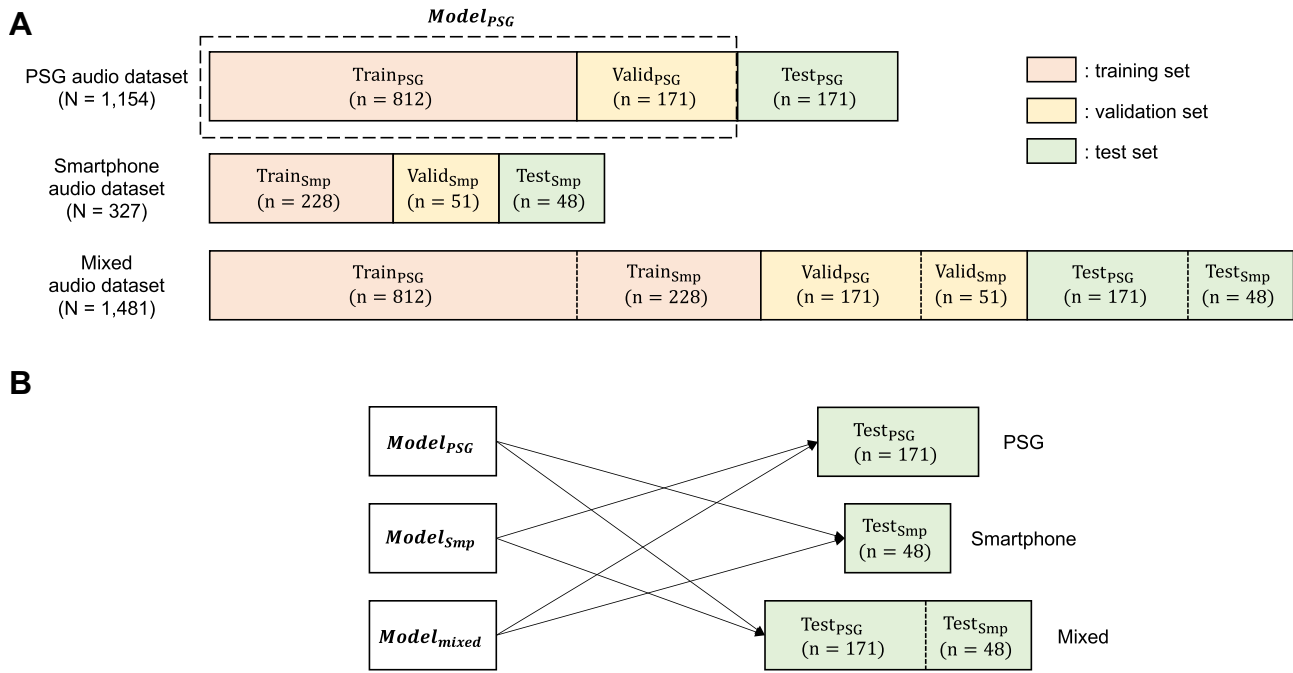 A
Model_PSG
PSG audio dataset
(N = 1,154)
Train_PSG
(n = 812)
Valid_PSG
(n = 171)
Test_PSG
(n = 171)
: training set
: validation set
: test set
Smartphone
audio dataset
(N = 327)
Train_Smp
(n = 228)
Valid_Smp
(n = 51)
Test_Smp
(n = 48)
Mixed
audio dataset
(N = 1,481)
Train_PSG
(n = 812)
Train_Smp
(n = 228)
Valid_PSG
(n = 171)
Valid_Smp
(n = 51)
Test_PSG
(n = 171)
Test_Smp
(n = 48)
B
Model_PSG
Model_Smp
Model_mixed
Test_PSG
(n = 171)
PSG
Test_Smp
(n = 48)
Smartphone
Test_PSG
(n = 171)
Test_Smp
(n = 48)
Mixed